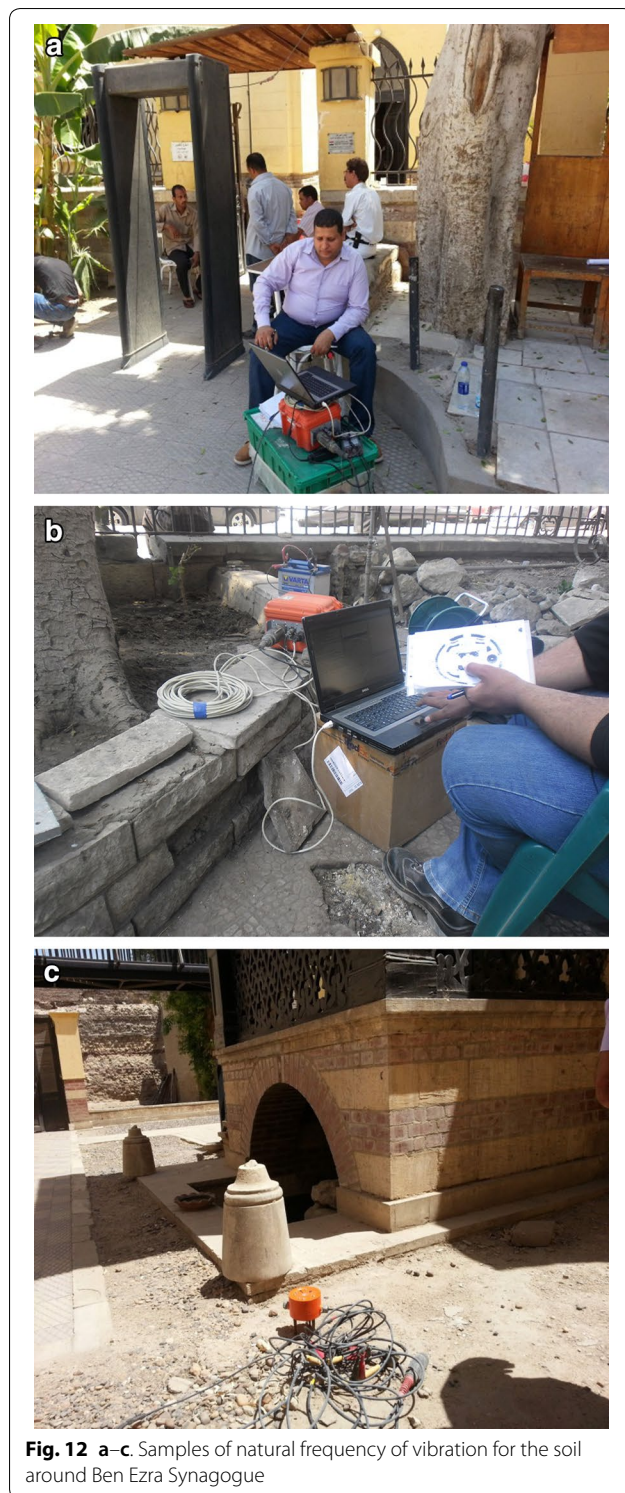 a
b
VARTA
c
Fig. 12 a–c. Samples of natural frequency of vibration for the soil
around Ben Ezra Synagogue